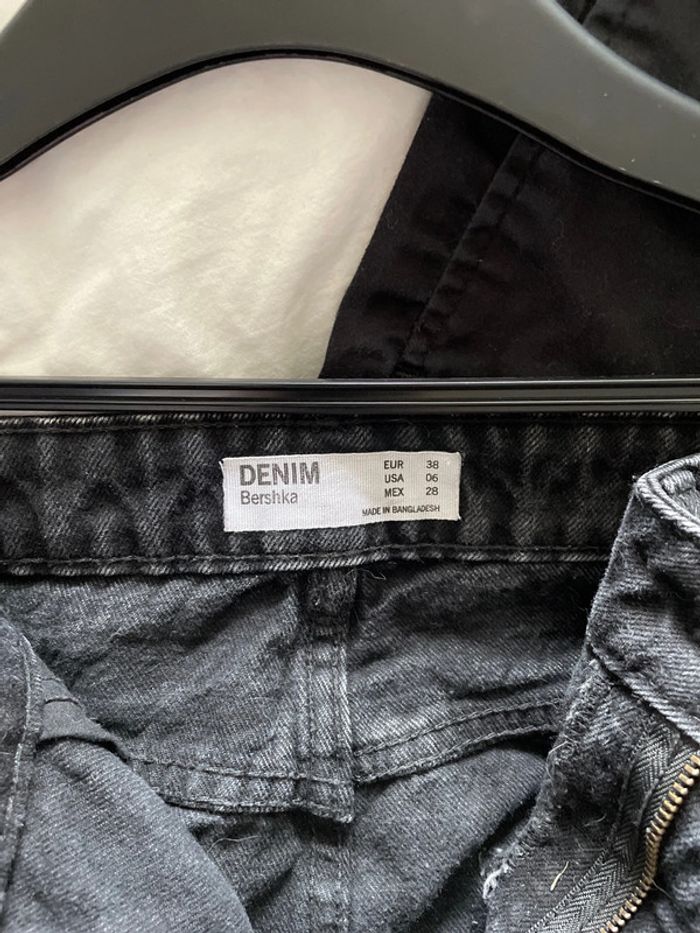 DENIM
Bershka
EUR 38
USA 06
MEX 28
MADE IN BANGLADESH